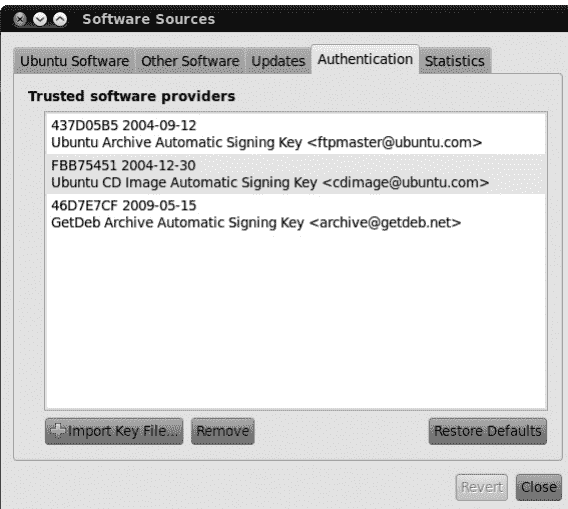 Software Sources
Ubuntu Software Other Software Updates Authentication Statistics
Trusted software providers
437D05B5 2004-09-12
Ubuntu Archive Automatic Signing Key <ftpmaster@ubuntu.com>
FBB75451 2004-12-30
Ubuntu CD Image Automatic Signing Key <cdimage@ubuntu.com>
46D7E7CF 2009-05-15
GetDeb Archive Automatic Signing Key <archive@getdeb.net>
Import Key File... Remove Restore Defaults
Revert Close